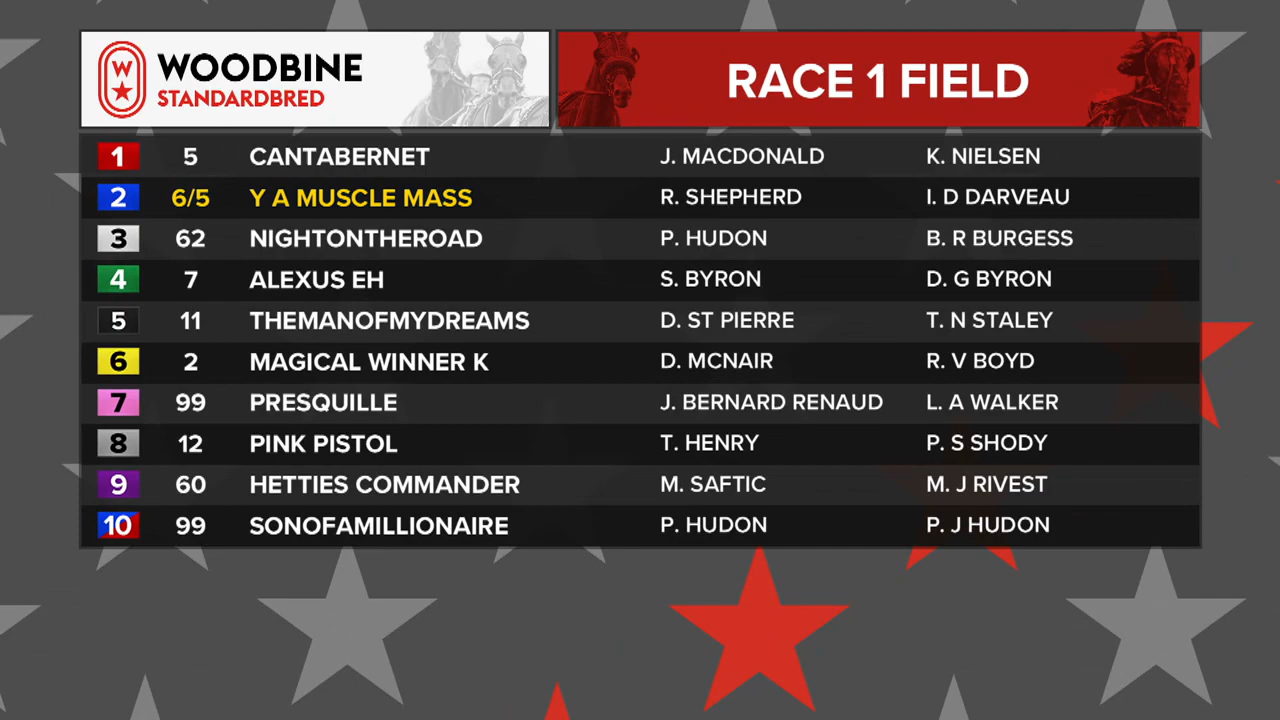 W
WOODBINE
STANDARDBRED
RACE 1 FIELD
1 5 CANTABERNET J. MACDONALD K. NIELSEN
2 6/5 Y A MUSCLE MASS R. SHEPHERD I. D DARVEAU
3 62 NIGHTONTHEROAD P. HUDON B. R BURGESS
4 7 ALEXUS EH S. BYRON D. G BYRON
5 11 THEMANOFMYDREAMS D. ST PIERRE T. N STALEY
6 2 MAGICAL WINNER K D. MCNAIR R. V BOYD
7 99 PRESQUILLE J. BERNARD RENAUD L. A WALKER
8 12 PINK PISTOL T. HENRY P. S SHODY
9 60 HETTIES COMMANDER M. SAFTIC M. J RIVEST
10 99 SONOFAMILLIONAIRE P. HUDON P. J HUDON